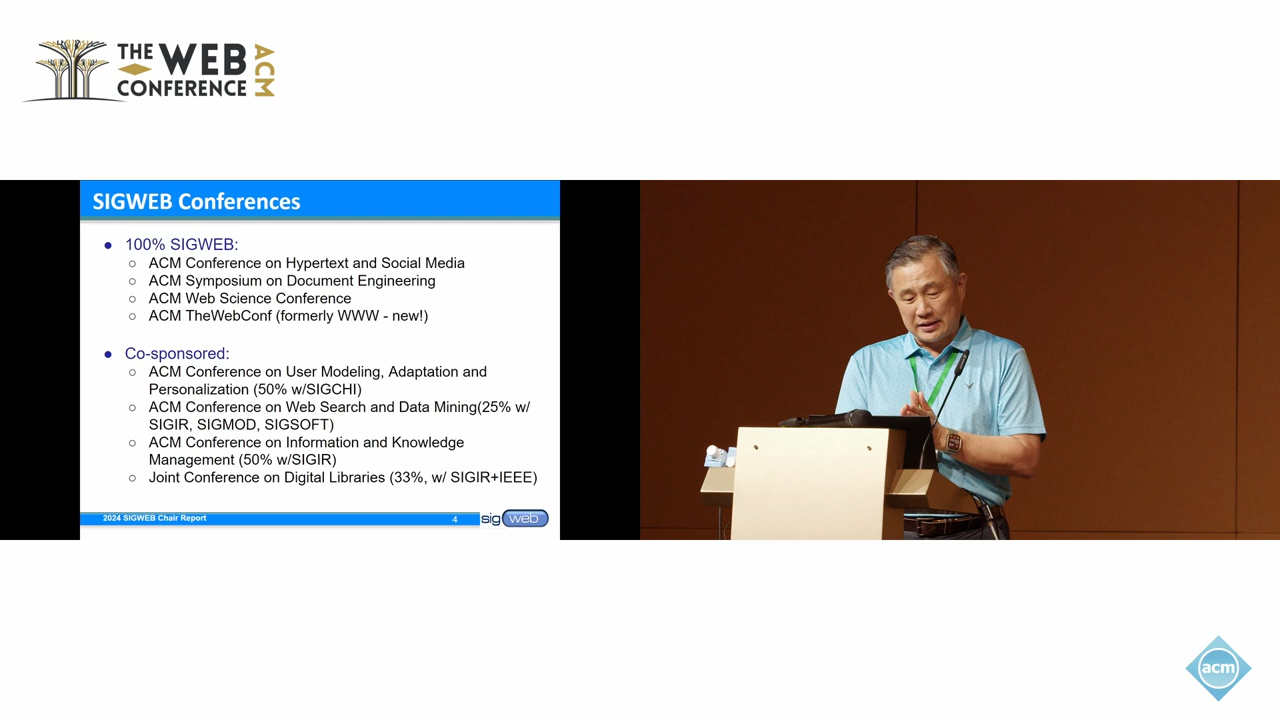 THE WEB
CONFERENCE
ACM
SIGWEB Conferences
● 100% SIGWEB:
○ ACM Conference on Hypertext and Social Media
○ ACM Symposium on Document Engineering
○ ACM Web Science Conference
○ ACM TheWebConf (formerly WWW - new!)
● Co-sponsored:
○ ACM Conference on User Modeling, Adaptation and
Personalization (50% w/SIGCHI)
○ ACM Conference on Web Search and Data Mining(25% w/
SIGIR, SIGMOD, SIGSOFT)
○ ACM Conference on Information and Knowledge
Management (50% w/SIGIR)
○ Joint Conference on Digital Libraries (33%, w/ SIGIR+IEEE)
2024 SIGWEB Chair Report
4
sig web
acm